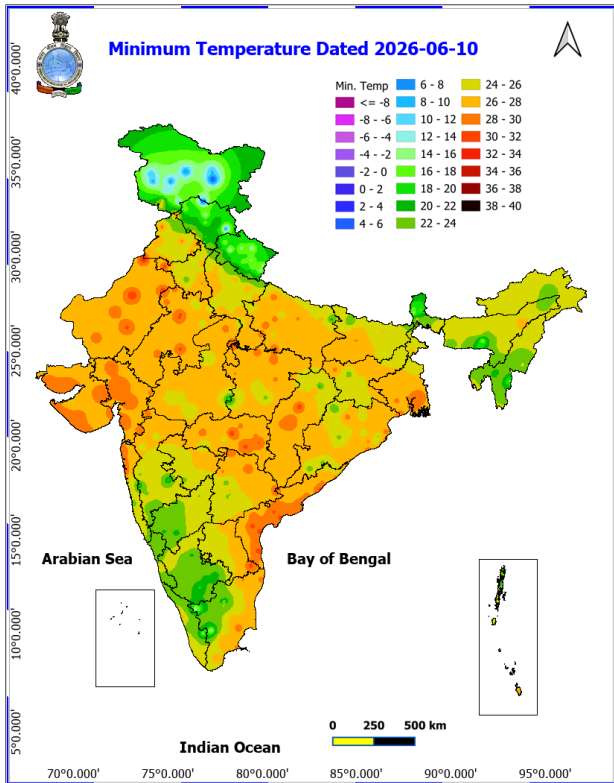 Minimum Temperature Dated 2026-06-10
Min. Temp
<= -8
-8 - -6
-6 - -4
-4 - -2
-2 - 0
0 - 2
2 - 4
4 - 6
6 - 8
8 - 10
10 - 12
12 - 14
14 - 16
16 - 18
18 - 20
20 - 22
22 - 24
24 - 26
26 - 28
28 - 30
30 - 32
32 - 34
34 - 36
36 - 38
38 - 40
40°0.000'
35°0.000'
30°0.000'
25°0.000'
20°0.000'
15°0.000'
10°0.000'
5°0.000'
Arabian Sea
Bay of Bengal
Indian Ocean
0 250 500 km
70°0.000' 75°0.000' 80°0.000' 85°0.000' 90°0.000' 95°0.000'